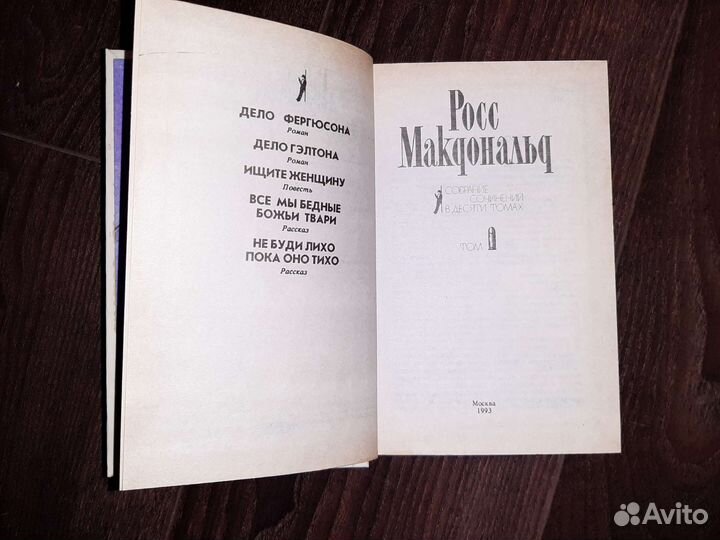 ДЕЛО ФЕРГЮСОНА
Роман
ДЕЛО ГЭЛТОНА
Роман
ИЩИТЕ ЖЕНЩИНУ
Повесть
ВСЕ МЫ БЕДНЫЕ
БОЖЬИ ТВАРИ
Рассказ
НЕ БУДИ ЛИХО
ПОКА ОНО ТИХО
Рассказ
Росс
Макдональд
СОБРАНИЕ
СОЧИНЕНИЙ
В ДЕСЯТИ ТОМАХ
ТОМ 1
Москва
1993
Avito